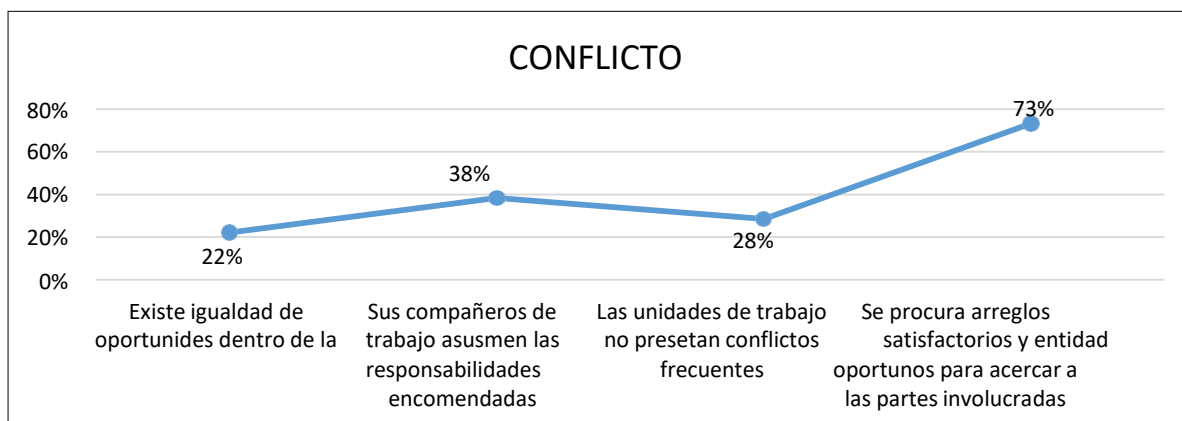 CONFLICTO
80%
60%
40%
20%
0%
22%
38%
28%
73%
Existe igualdad de
oportunides dentro de la
Sus compañeros de
trabajo asusmen las
responsabilidades
encomendadas
Las unidades de trabajo
no presetan conflictos
frecuentes
Se procura arreglos
satisfactorios y entidad
oportunos para acercar a
las partes involucradas